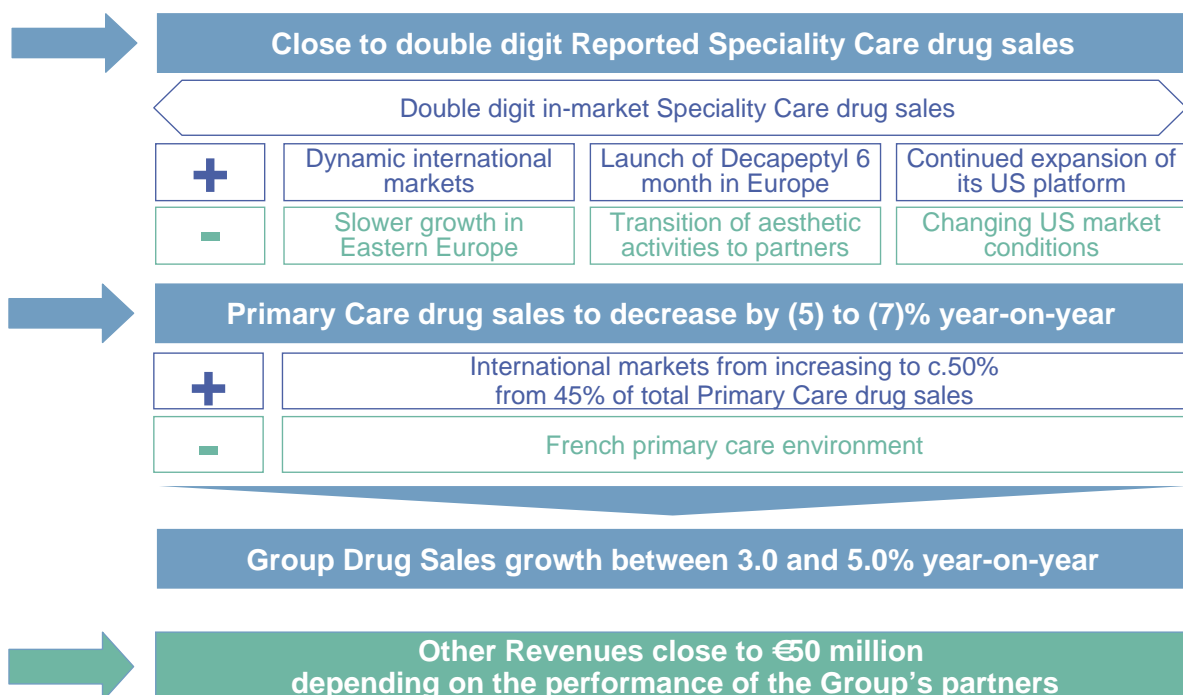 Close to double digit Reported Speciality Care drug sales
Double digit in-market Speciality Care drug sales
+
Dynamic international
markets
Launch of Decapeptyl 6
month in Europe
Continued expansion of
its US platform
-
Slower growth in
Eastern Europe
Transition of aesthetic
activities to partners
Changing US market
conditions
Primary Care drug sales to decrease by (5) to (7)% year-on-year
+
International markets from increasing to c.50%
from 45% of total Primary Care drug sales
-
French primary care environment
Group Drug Sales growth between 3.0 and 5.0% year-on-year
Other Revenues close to €50 million
depending on the performance of the Group's partners